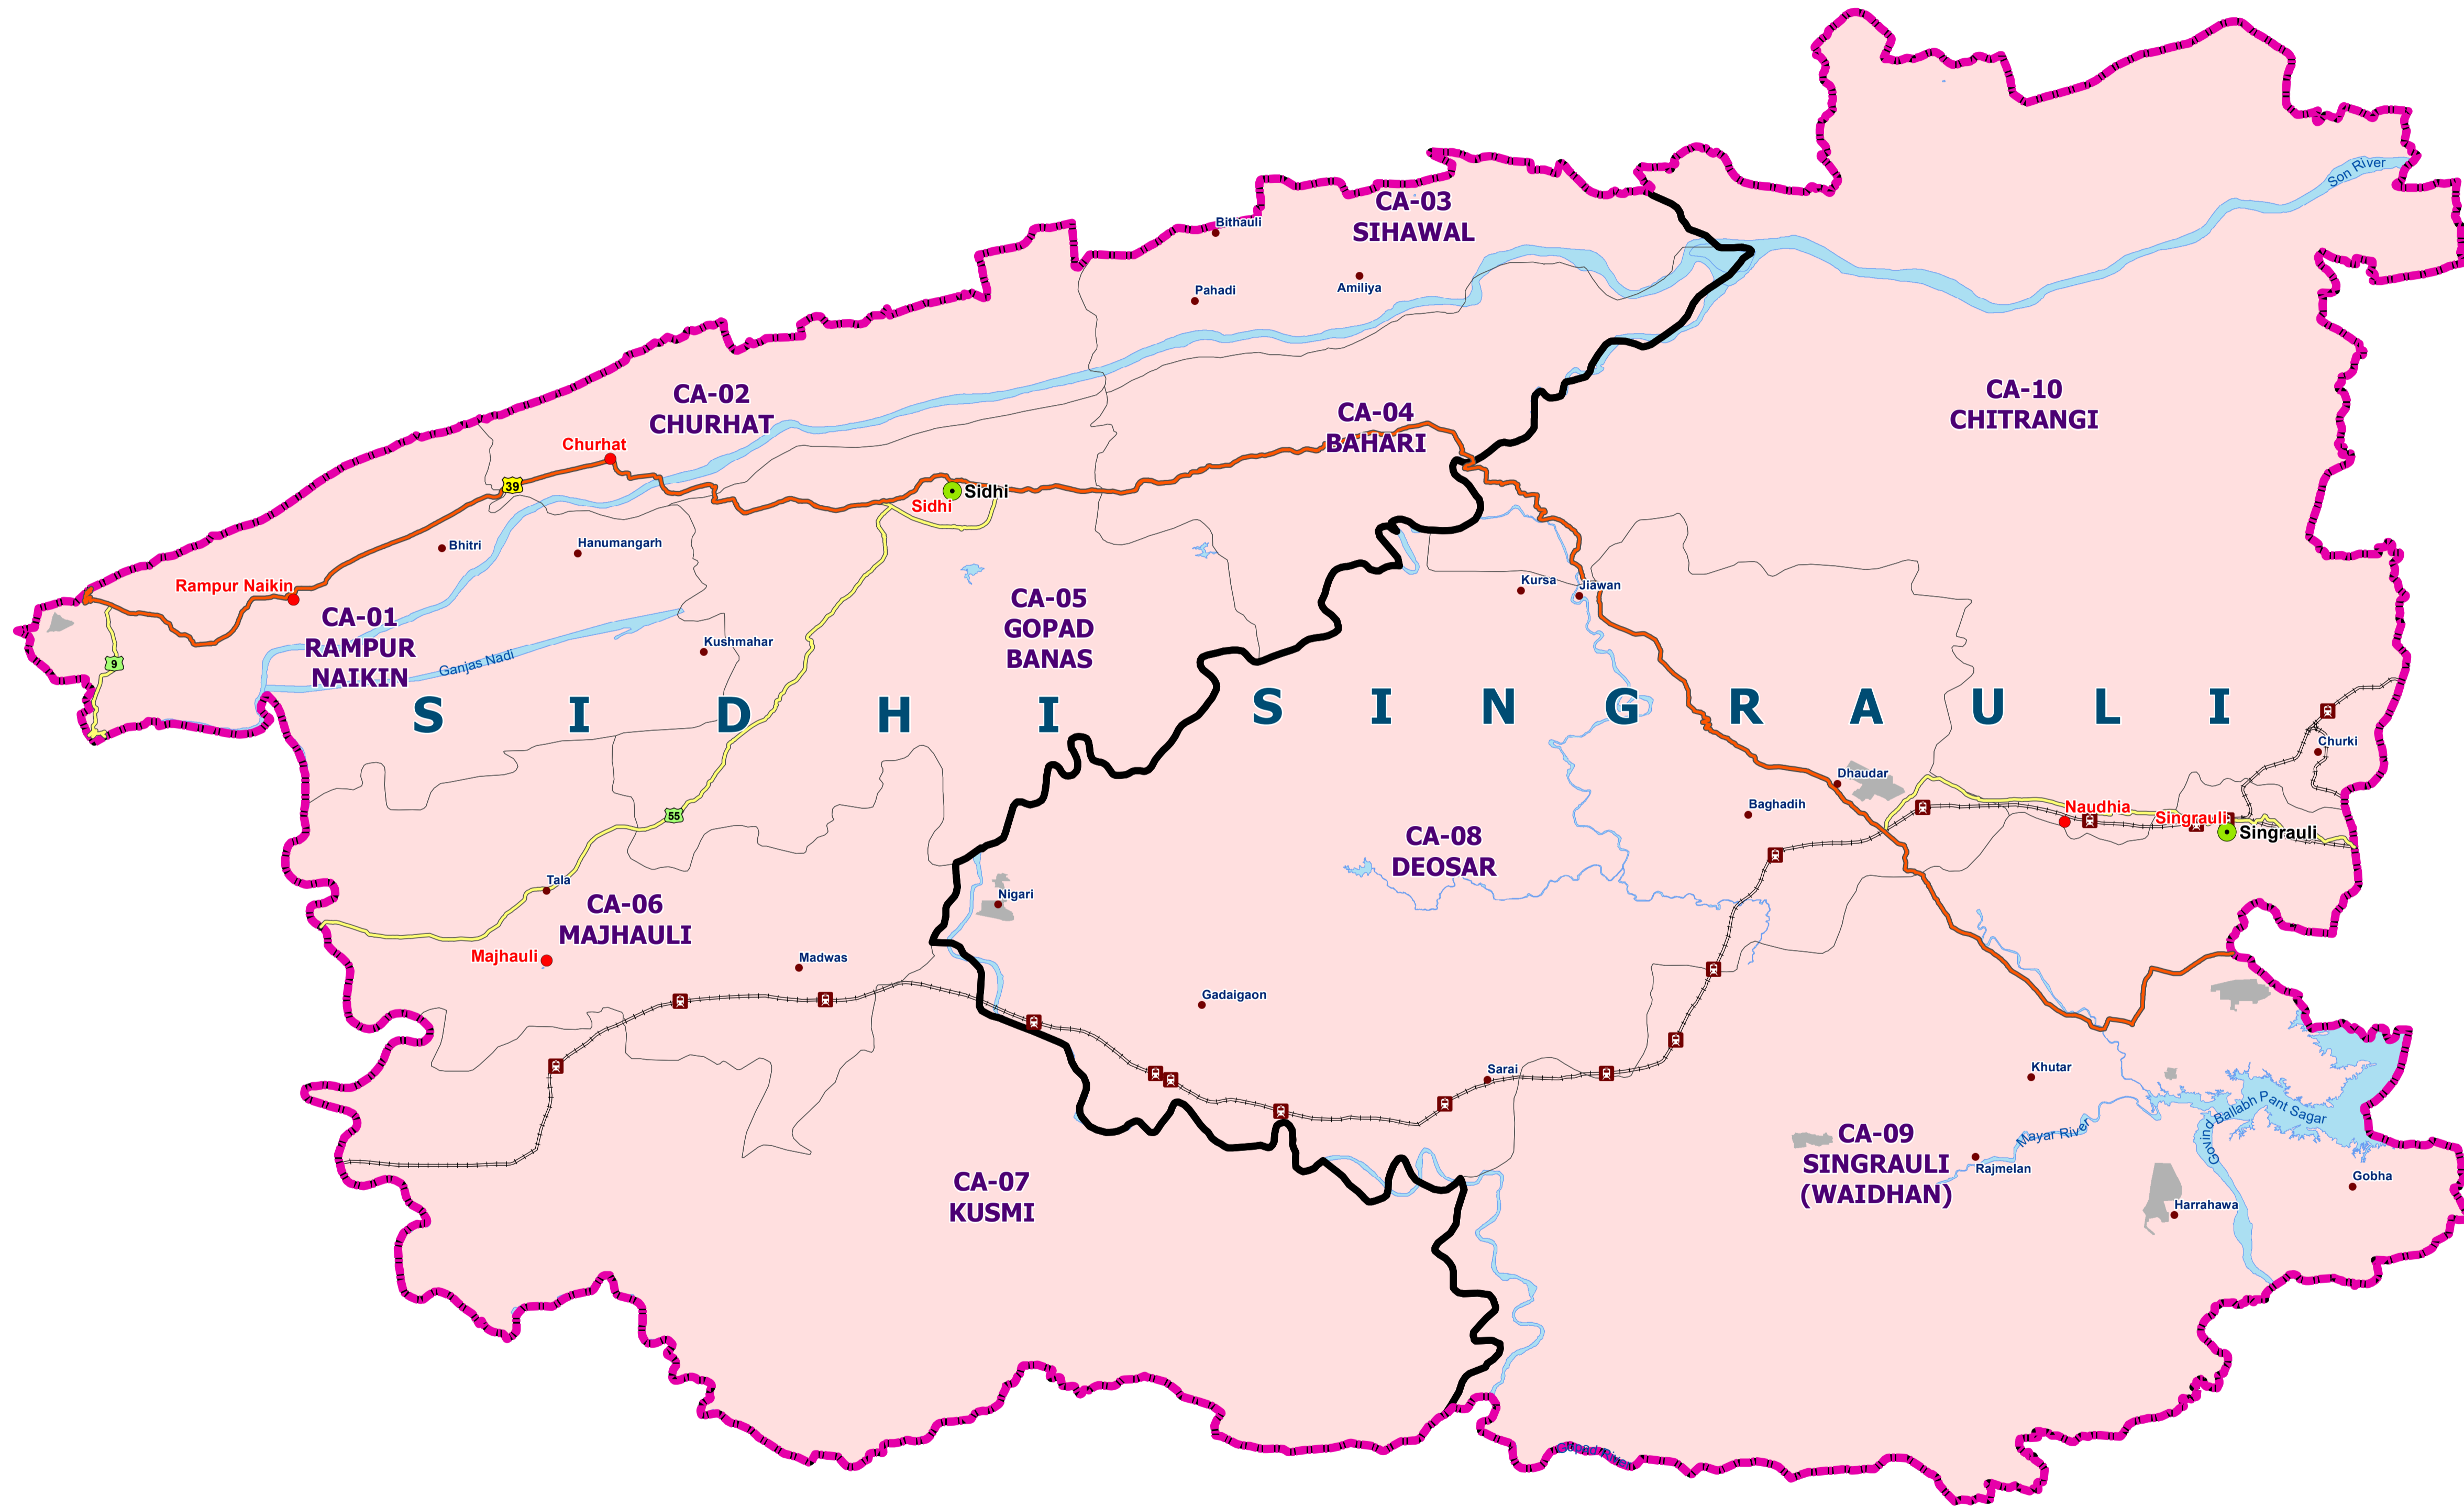 Son River
CA-03
SIHAWAL
Bithauli
Pahadi
Amiliya
CA-02
CHURHAT
CA-10
CHITRANGI
CA-04
BAHARI
Churhat
39
Sidhi
Sidhi
Bhitri
Hanumangarh
Rampur Naikin
Kursa
Jiawan
CA-01
RAMPUR
NAIKIN
CA-05
GOPAD
BANAS
Kushmahar
9
Ganjas Nadi
S I D H I
S I N G R A U L I
Churki
Dhaudar
Baghadih
Naudhia
Singrauli
Singrauli
55
CA-08
DEOSAR
Tala
Nigari
CA-06
MAJHAULI
Majhauli
Madwas
Gadaigaon
Sarai
Khutar
Govind Ballabh Pant Sagar
Mayar River
CA-09
SINGRAULI
(WAIDHAN)
Rajmelan
Gobha
Harrahawa
CA-07
KUSMI